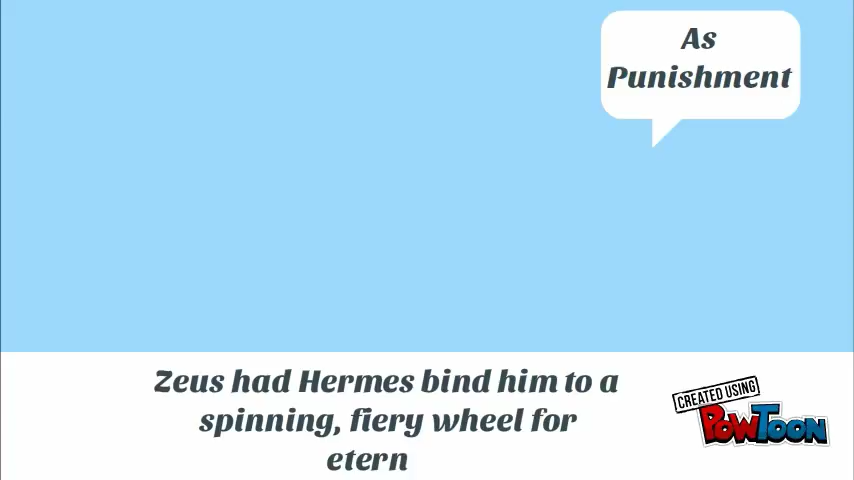 As
Punishment
Zeus had Hermes bind him to a
spinning, fiery wheel for
etern
CREATED USING
POWTOON